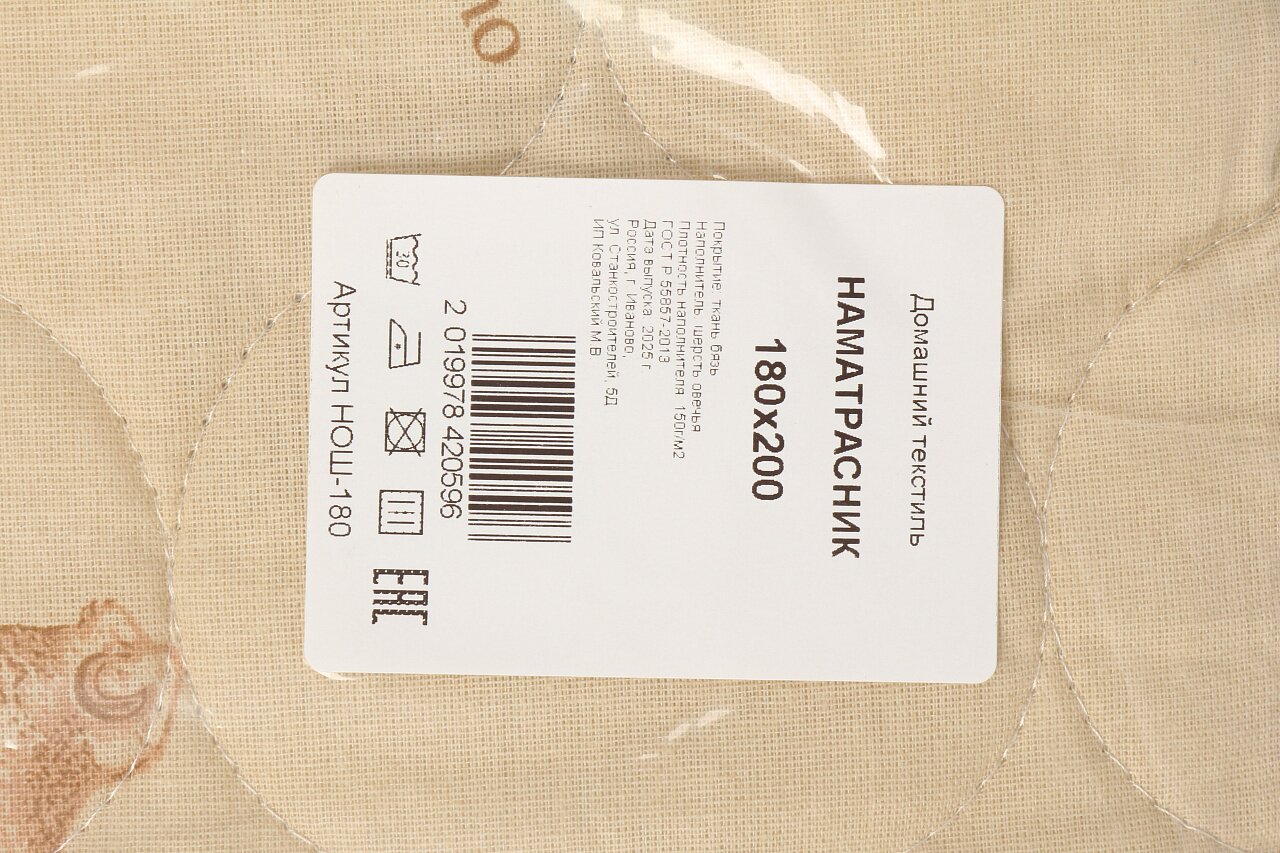 Домашний текстиль
НАМАТРАСНИК
180х200
Покрытие: ткань бязь
Наполнитель: шерсть овечья
Плотность наполнителя: 150г/м2
ГОСТ Р 55857-2013
Дата выпуска: 2025 г.
Россия, г. Иваново,
ул. Станкостроителей, 5Д
ИП Ковальский М.В.
2 019978 420596
30
EAC
Артикул НОШ-180